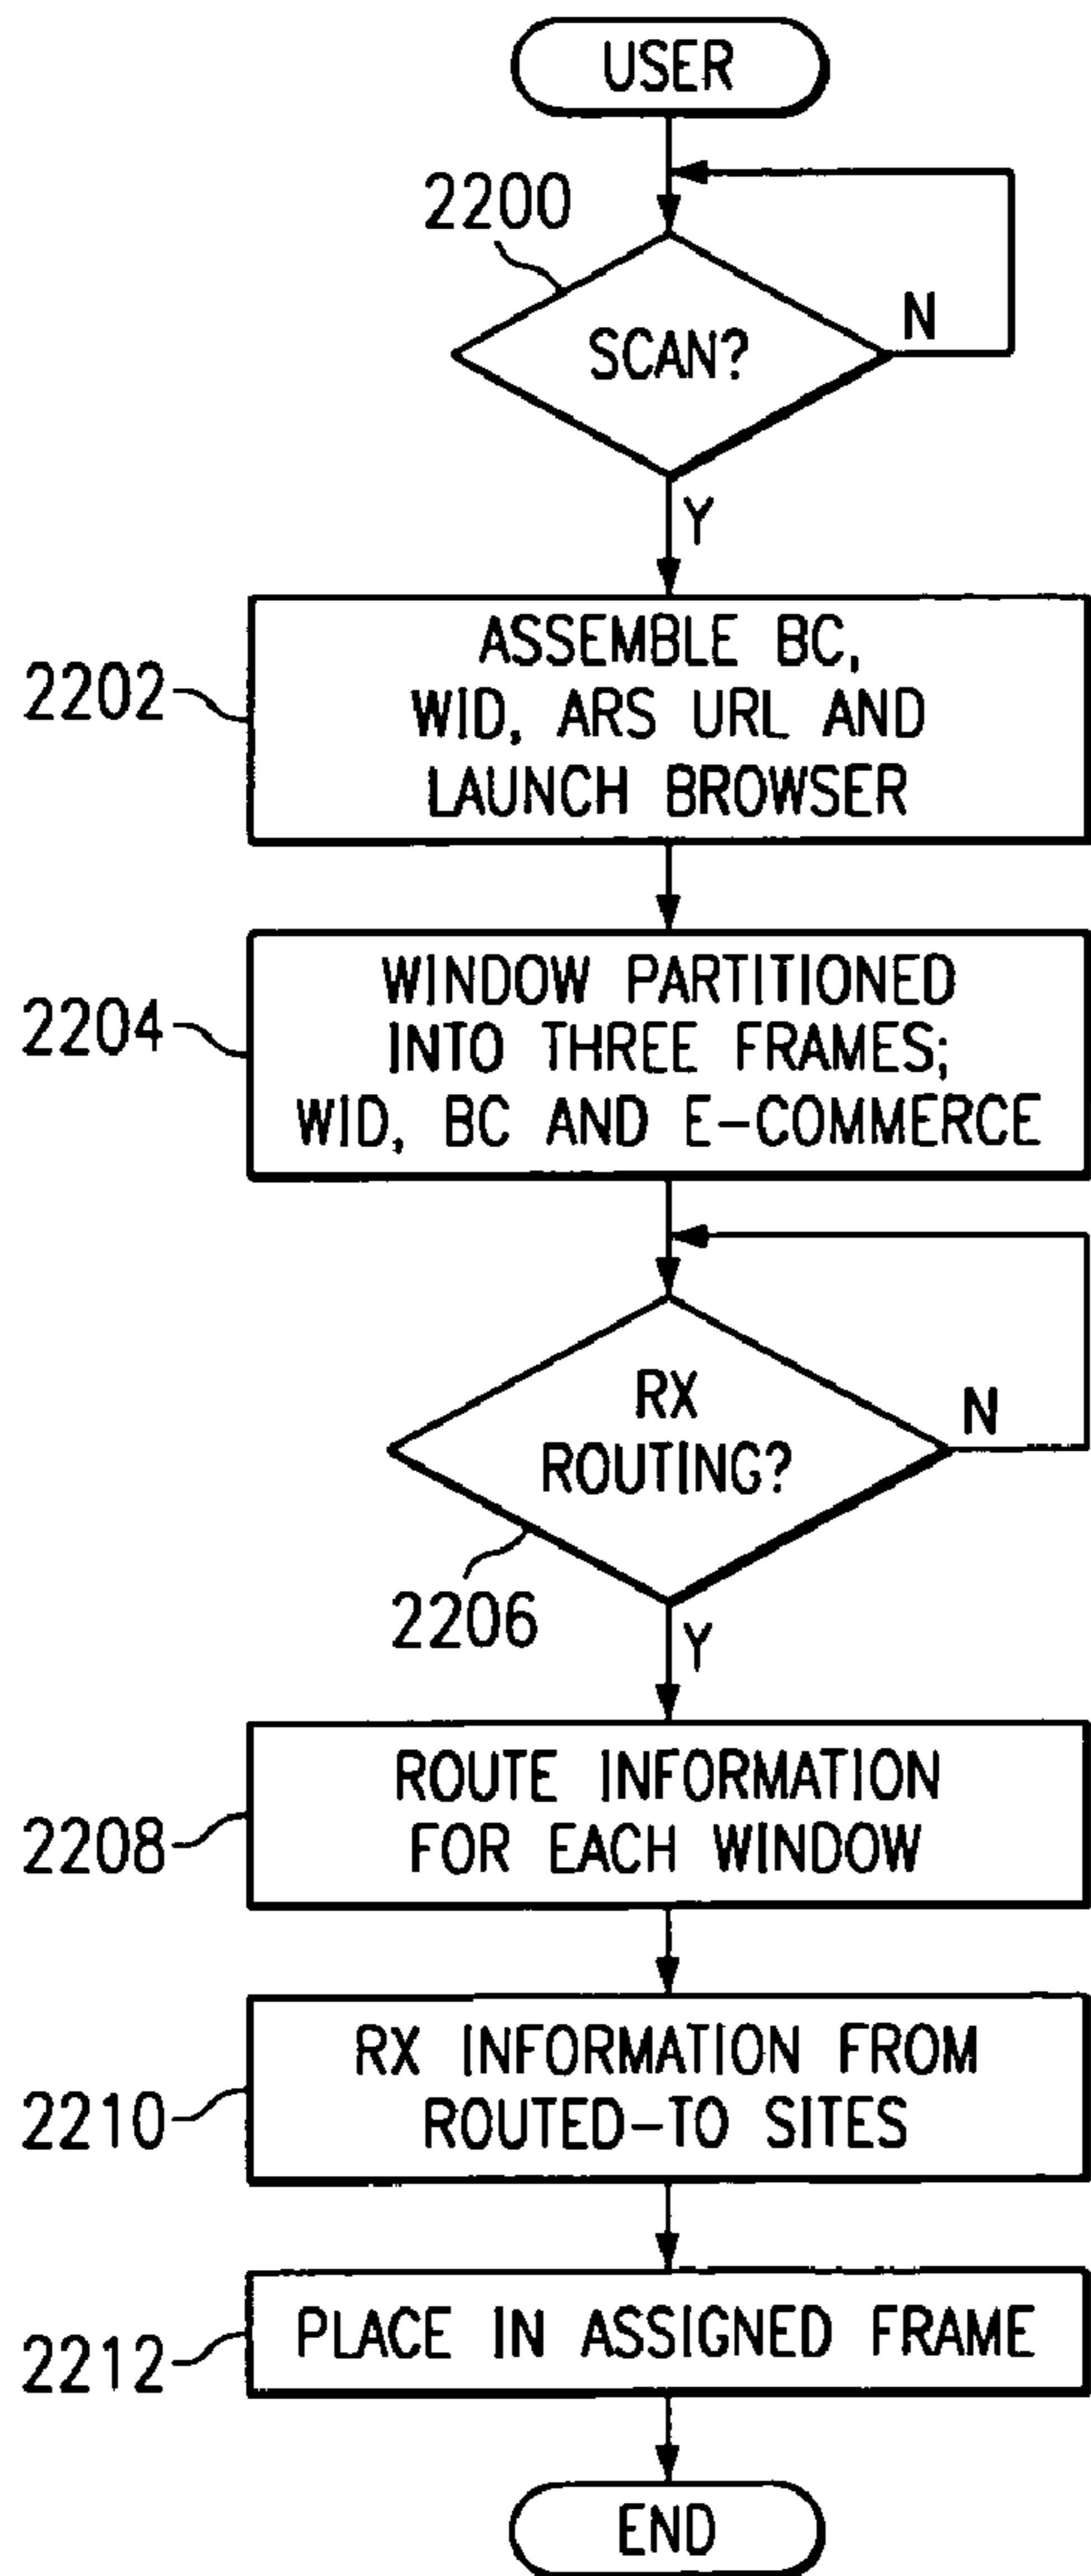 USER
2200
SCAN?
N
Y
2202
ASSEMBLE BC,
WID, ARS URL AND
LAUNCH BROWSER
2204
WINDOW PARTITIONED
INTO THREE FRAMES;
WID, BC AND E-COMMERCE
RX
ROUTING?
N
2206
Y
2208
ROUTE INFORMATION
FOR EACH WINDOW
2210
RX INFORMATION FROM
ROUTED-TO SITES
2212
PLACE IN ASSIGNED FRAME
END